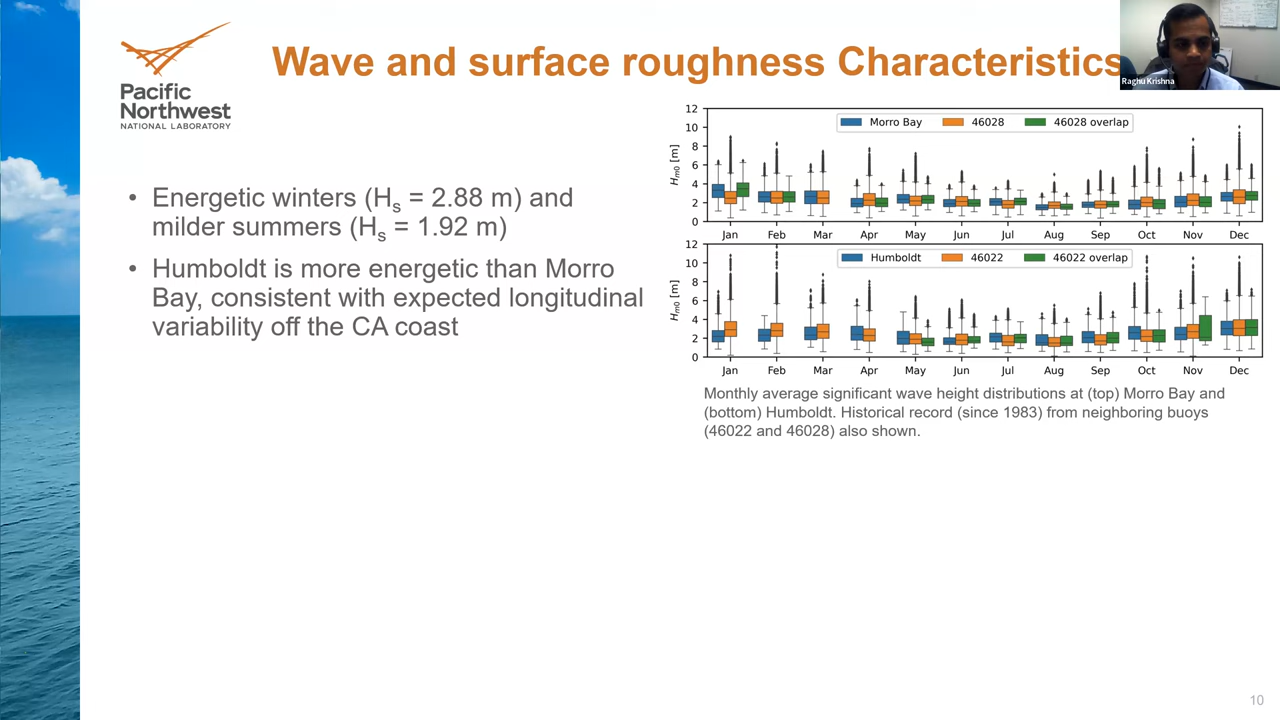 Pacific
Northwest
NATIONAL LABORATORY
Wave and surface roughness Characteristics
Raghu Krishna
• Energetic winters (Hs = 2.88 m) and
milder summers (Hs = 1.92 m)
• Humboldt is more energetic than Morro
Bay, consistent with expected longitudinal
variability off the CA coast
12
10
8
6
4
2
0
Hm0 [m]
Morro Bay 46028 46028 overlap
Jan Feb Mar Apr May Jun Jul Aug Sep Oct Nov Dec
12
10
8
6
4
2
0
Hm0 [m]
Humboldt 46022 46022 overlap
Jan Feb Mar Apr May Jun Jul Aug Sep Oct Nov Dec
Monthly average significant wave height distributions at (top) Morro Bay and
(bottom) Humboldt. Historical record (since 1983) from neighboring buoys
(46022 and 46028) also shown.
10